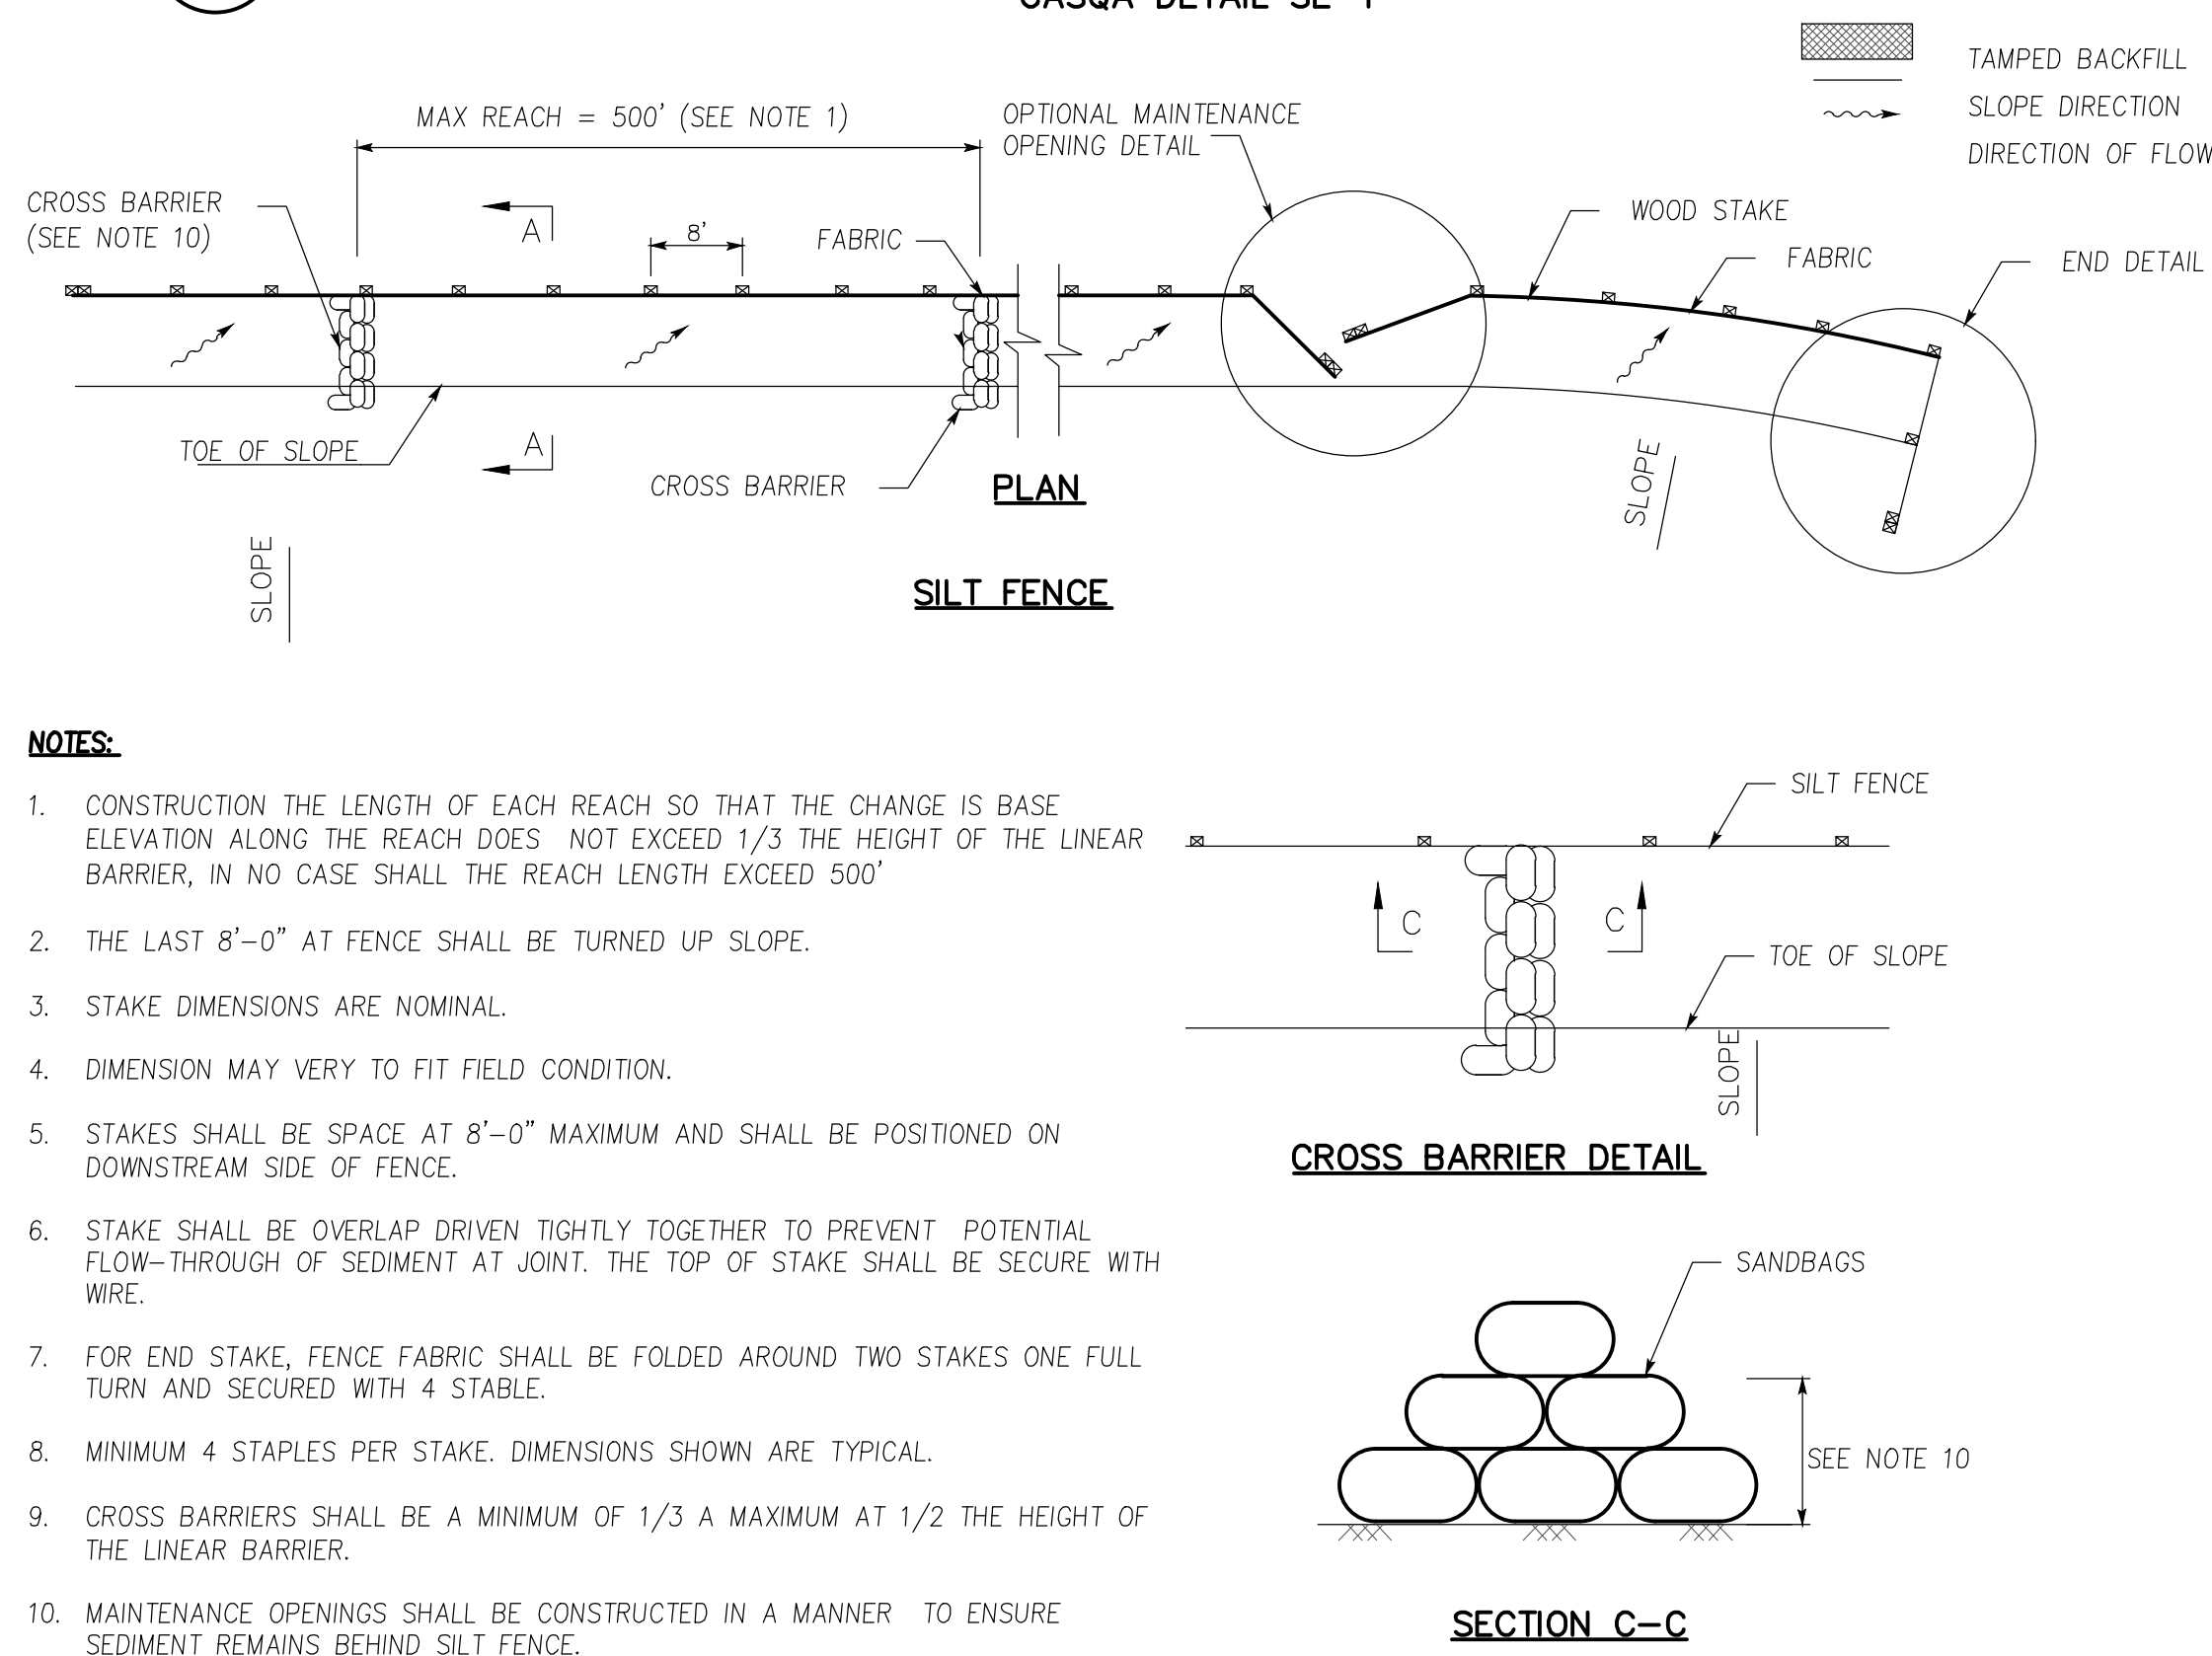 TAMPED BACKFILL
SLOPE DIRECTION
DIRECTION OF FLOW
MAX REACH = 500' (SEE NOTE 1)
OPTIONAL MAINTENANCE
OPENING DETAIL
CROSS BARRIER
(SEE NOTE 10)
A
8'
FABRIC
WOOD STAKE
FABRIC
END DETAIL
TOE OF SLOPE
A
CROSS BARRIER
PLAN
SLOPE
SLOPE
SILT FENCE
NOTES:
1. CONSTRUCTION THE LENGTH OF EACH REACH SO THAT THE CHANGE IS BASE
ELEVATION ALONG THE REACH DOES NOT EXCEED 1/3 THE HEIGHT OF THE LINEAR
BARRIER, IN NO CASE SHALL THE REACH LENGTH EXCEED 500'
2. THE LAST 8'-0" AT FENCE SHALL BE TURNED UP SLOPE.
3. STAKE DIMENSIONS ARE NOMINAL.
4. DIMENSION MAY VERY TO FIT FIELD CONDITION.
5. STAKES SHALL BE SPACE AT 8'-0" MAXIMUM AND SHALL BE POSITIONED ON
DOWNSTREAM SIDE OF FENCE.
6. STAKE SHALL BE OVERLAP DRIVEN TIGHTLY TOGETHER TO PREVENT POTENTIAL
FLOW-THROUGH OF SEDIMENT AT JOINT. THE TOP OF STAKE SHALL BE SECURE WITH
WIRE.
7. FOR END STAKE, FENCE FABRIC SHALL BE FOLDED AROUND TWO STAKES ONE FULL
TURN AND SECURED WITH 4 STABLE.
8. MINIMUM 4 STAPLES PER STAKE. DIMENSIONS SHOWN ARE TYPICAL.
9. CROSS BARRIERS SHALL BE A MINIMUM OF 1/3 A MAXIMUM AT 1/2 THE HEIGHT OF
THE LINEAR BARRIER.
10. MAINTENANCE OPENINGS SHALL BE CONSTRUCTED IN A MANNER TO ENSURE
SEDIMENT REMAINS BEHIND SILT FENCE.
SILT FENCE
C
C
TOE OF SLOPE
SLOPE
CROSS BARRIER DETAIL
SANDBAGS
SEE NOTE 10
SECTION C-C